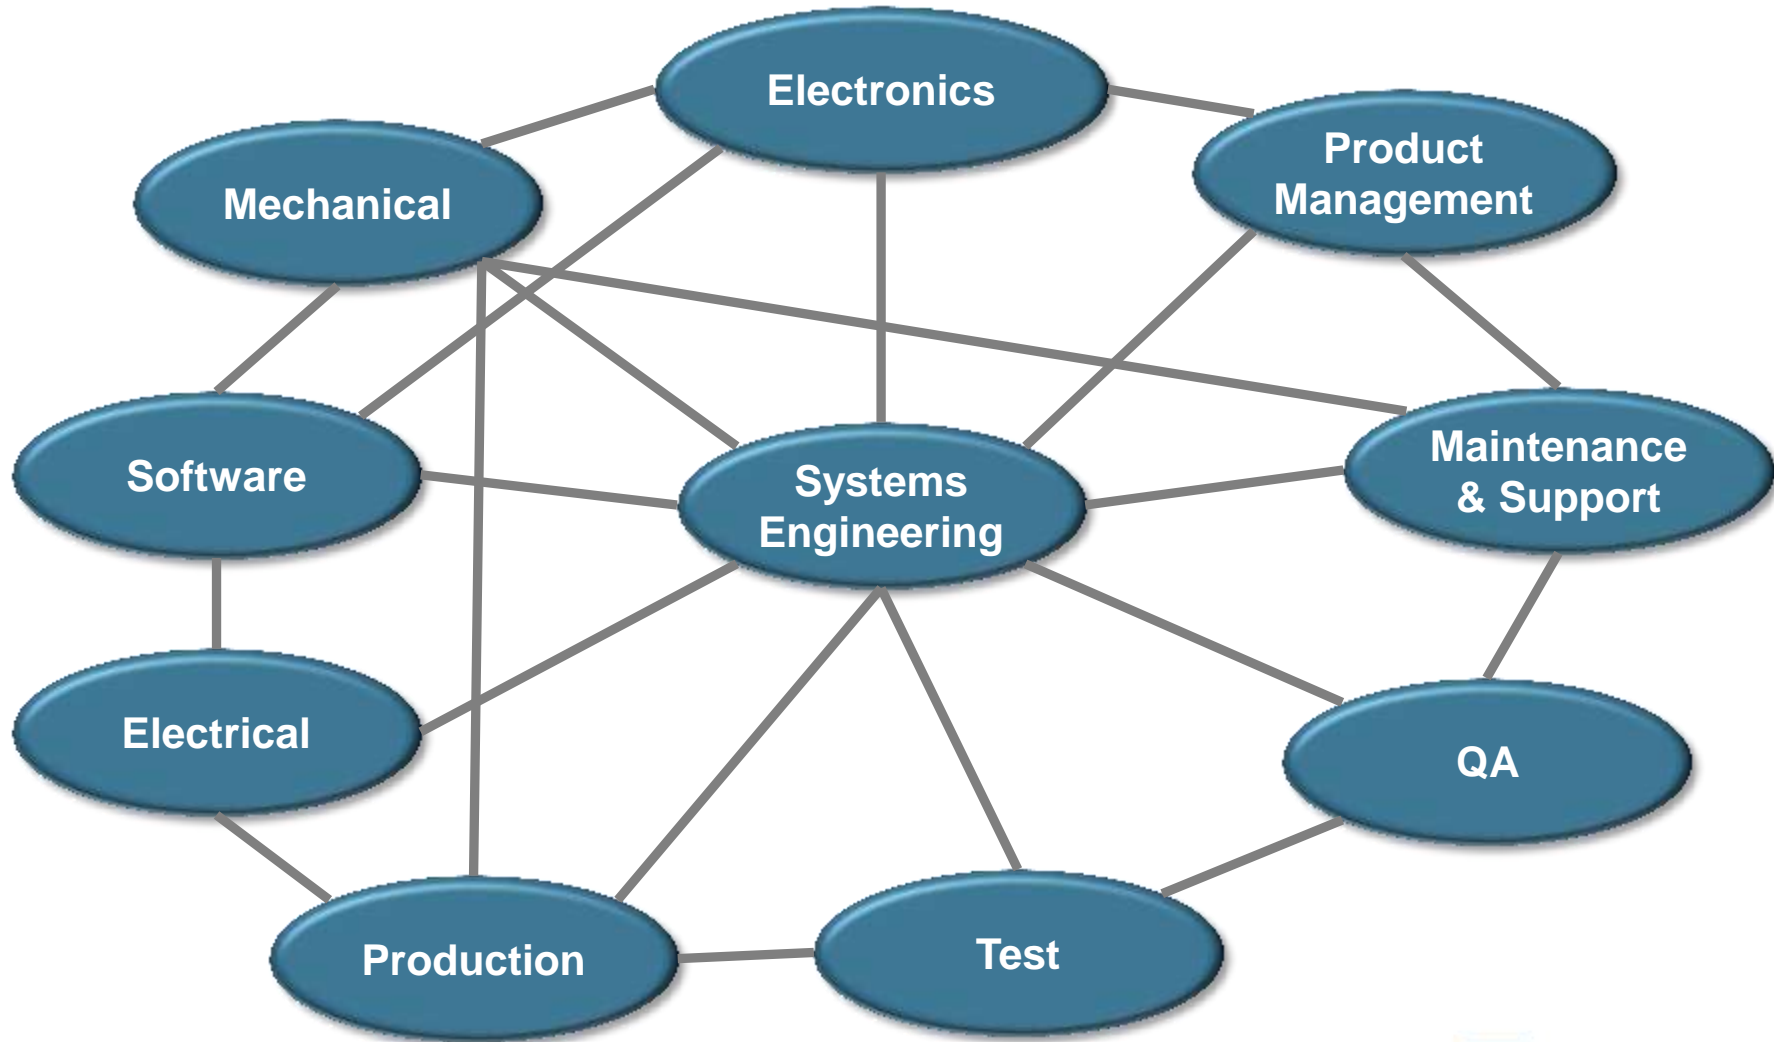 Electronics
Product
Management
Mechanical
Maintenance
& Support
Software
Systems
Engineering
Electrical
QA
Production
Test